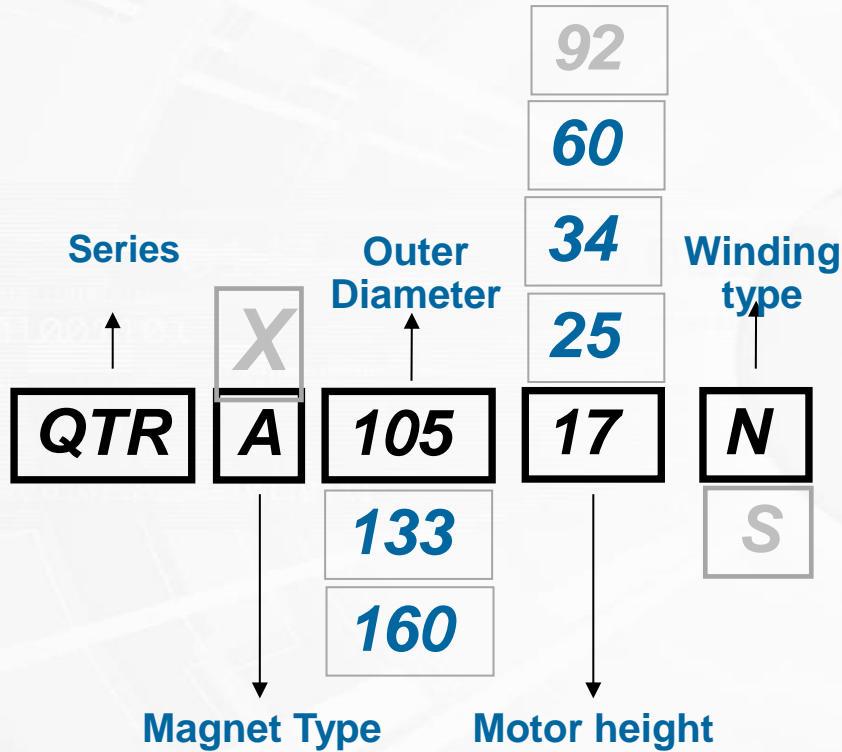 92
60
34
25
Series
Outer
Diameter
Winding
type
X
QTR A 105 17 N
133
160
S
Magnet Type
Motor height